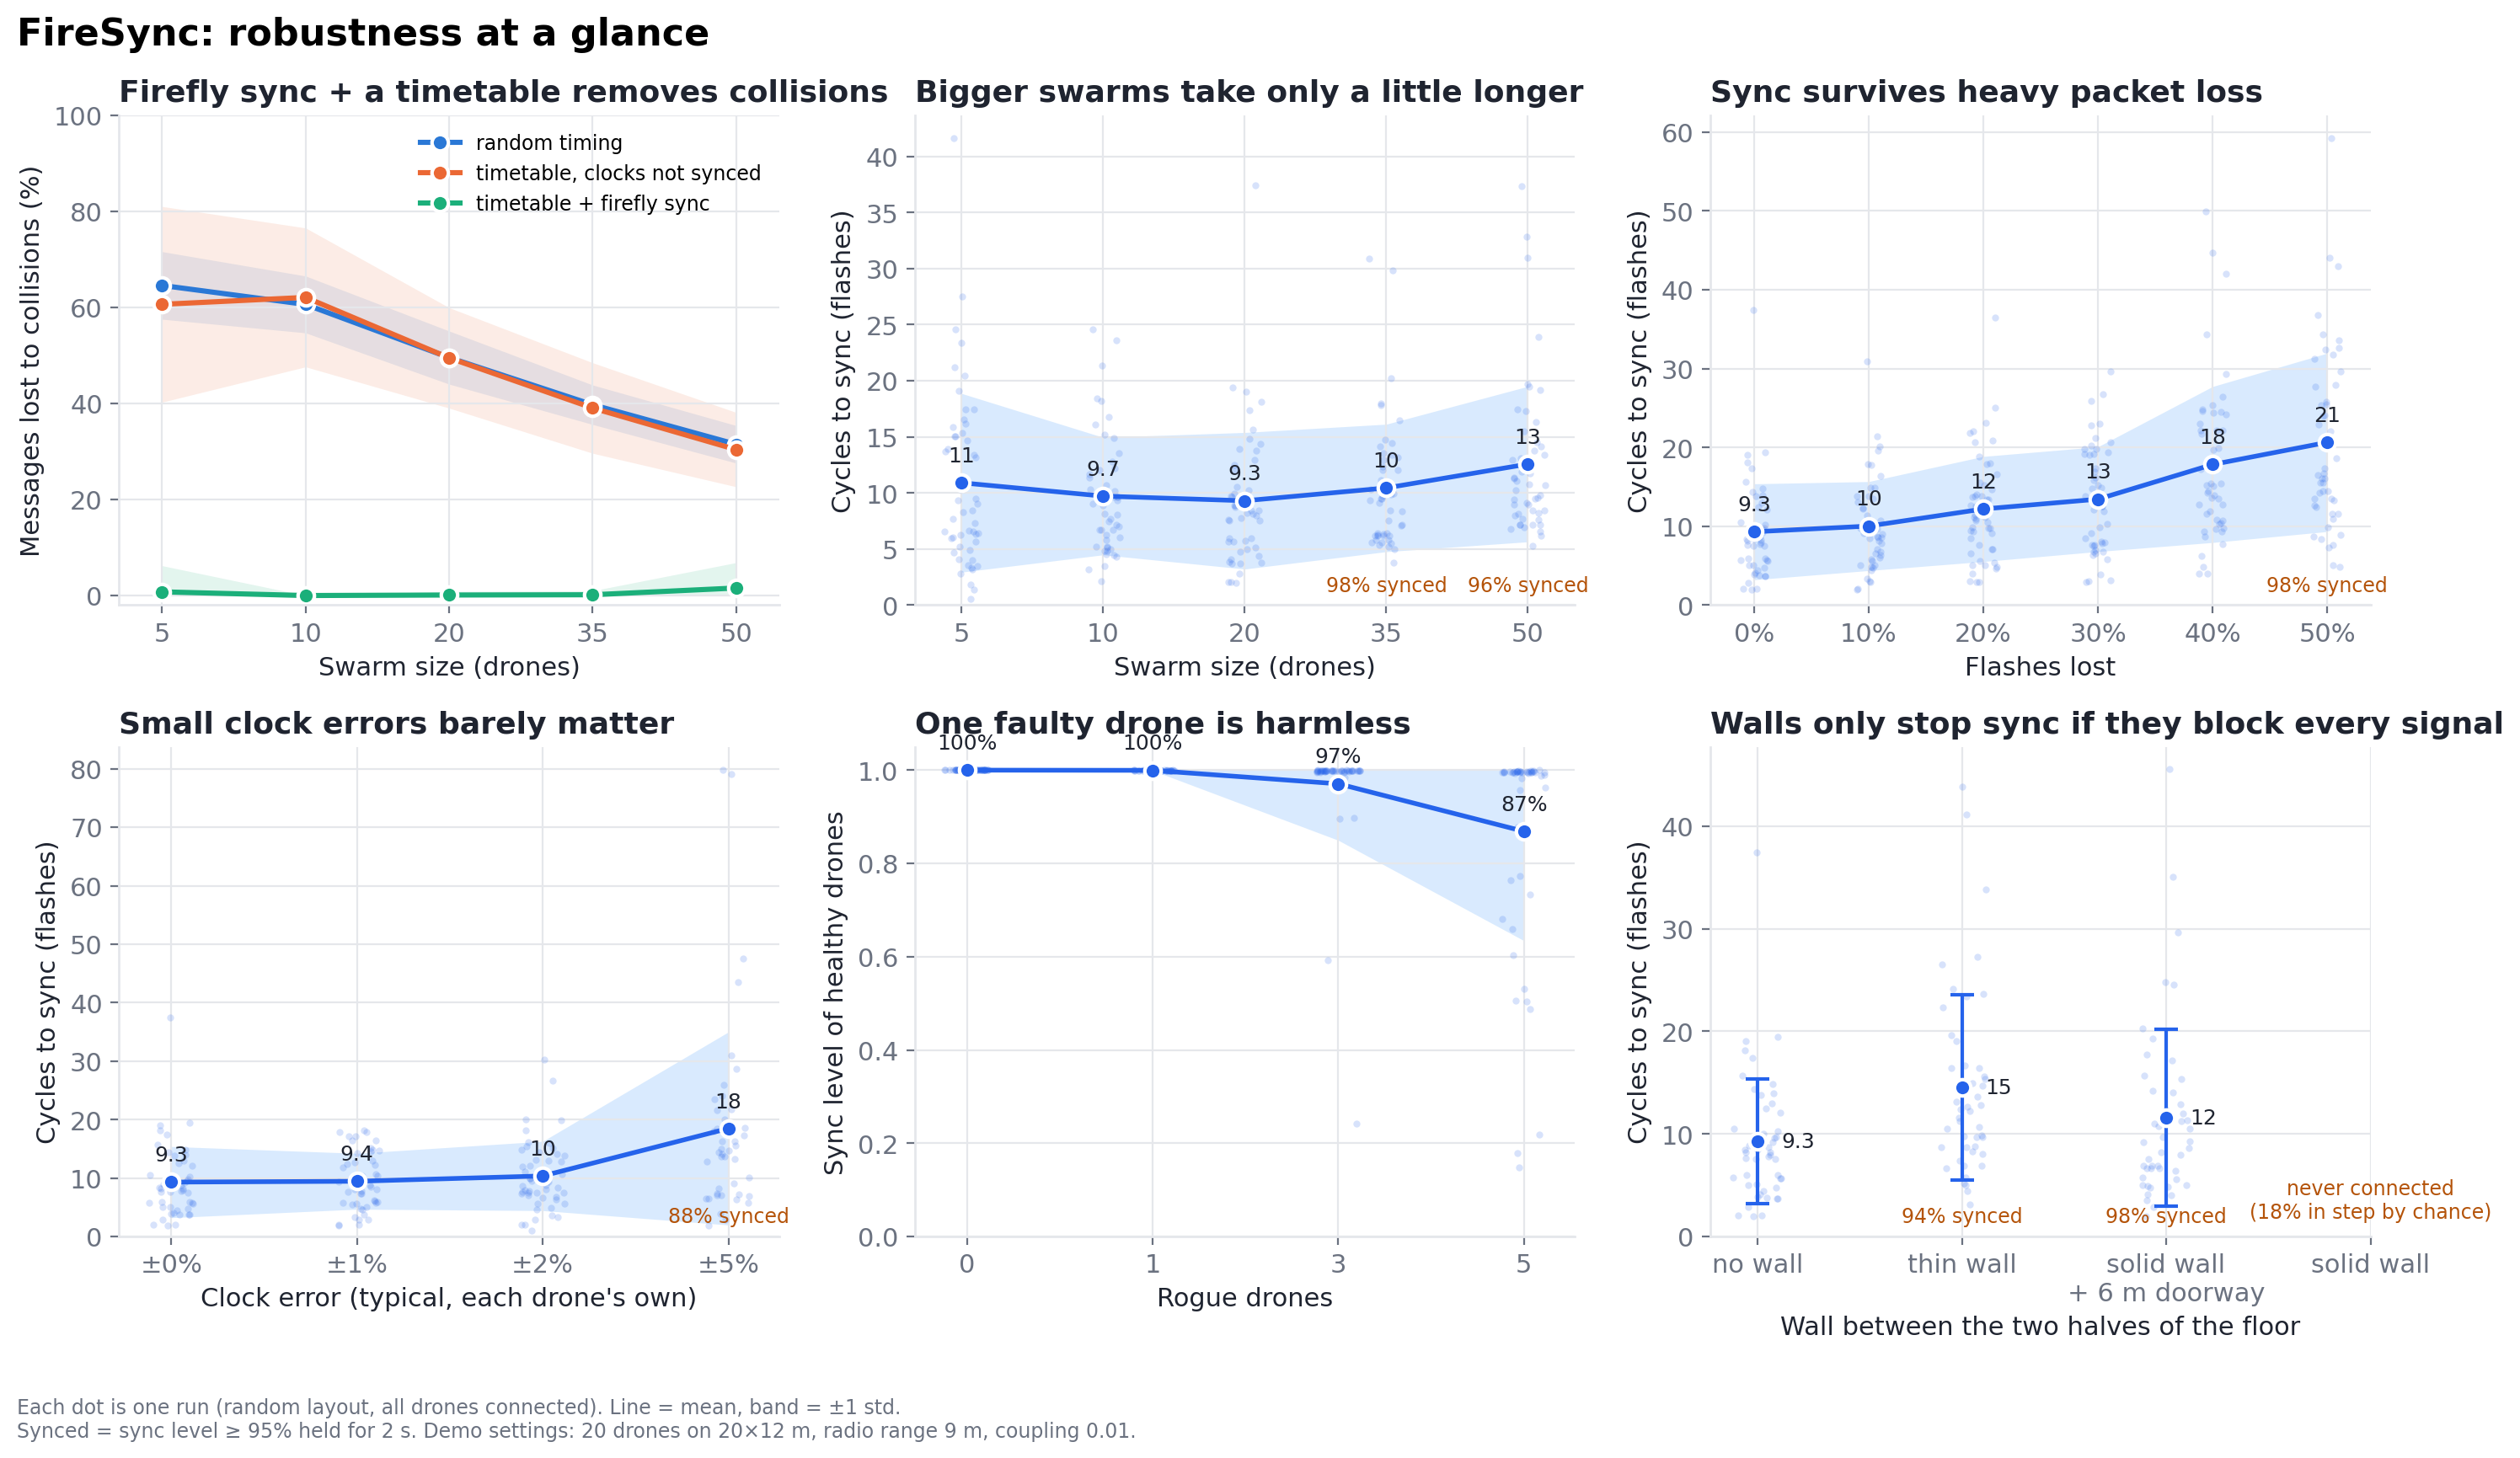 FireSync: robustness at a glance
Firefly sync + a timetable removes collisions
Messages lost to collisions (%)
100
80
60
40
20
0
random timing
timetable, clocks not synced
timetable + firefly sync
5 10 20 35 50
Swarm size (drones)
Bigger swarms take only a little longer
Cycles to sync (flashes)
40
35
30
25
20
15
10
5
0
11 9.7 9.3 10 13
98% synced 96% synced
5 10 20 35 50
Swarm size (drones)
Sync survives heavy packet loss
Cycles to sync (flashes)
60
50
40
30
20
10
0
9.3 10 12 13 18 21
98% synced
0% 10% 20% 30% 40% 50%
Flashes lost
Small clock errors barely matter
Cycles to sync (flashes)
80
70
60
50
40
30
20
10
0
9.3 9.4 10 18
88% synced
±0% ±1% ±2% ±5%
Clock error (typical, each drone's own)
One faulty drone is harmless
Sync level of healthy drones
100% 100% 97% 87%
1.0
0.8
0.6
0.4
0.2
0.0
0 1 3 5
Rogue drones
Walls only stop sync if they block every signal
Cycles to sync (flashes)
40
30
20
10
0
9.3 15 12
94% synced 98% synced
never connected
(18% in step by chance)
no wall thin wall solid wall solid wall
+ 6 m doorway
Wall between the two halves of the floor
Each dot is one run (random layout, all drones connected). Line = mean, band = ±1 std.
Synced = sync level ≥ 95% held for 2 s. Demo settings: 20 drones on 20×12 m, radio range 9 m, coupling 0.01.